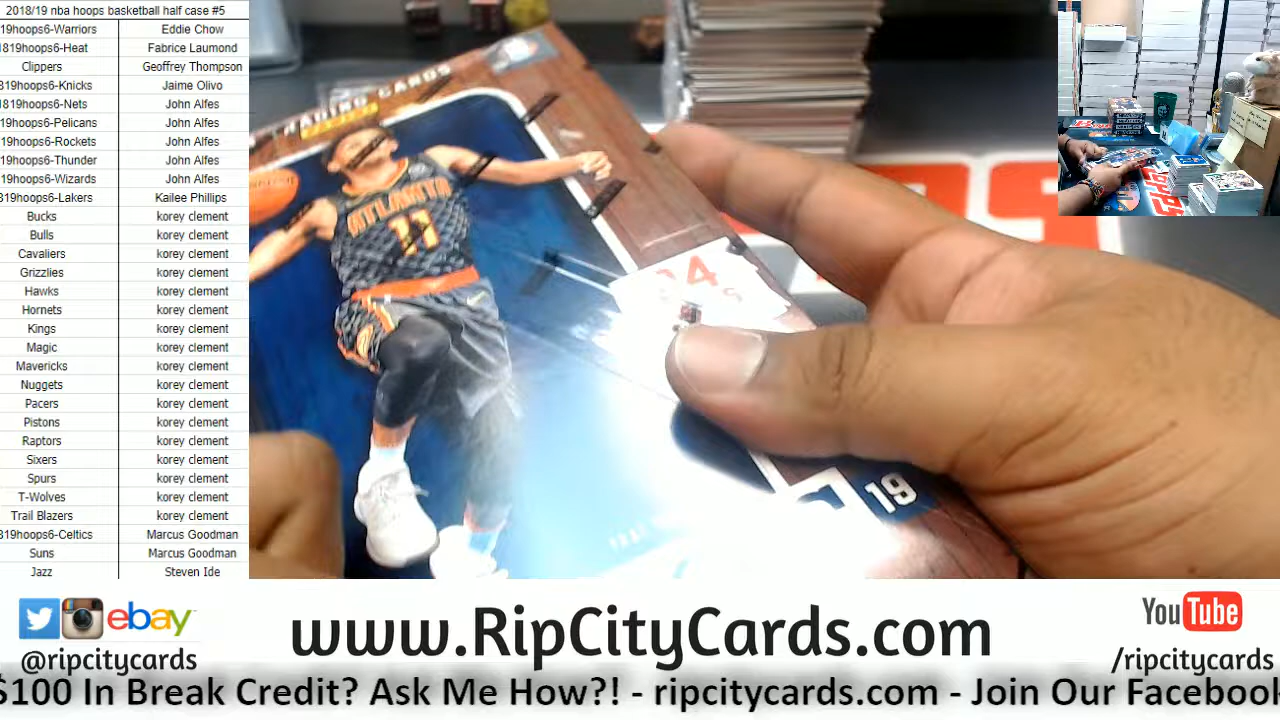 2018/19 nba hoops basketball half case #5
19hoops6-Warriors Eddie Chow
1819hoops6-Heat Fabrice Laumond
Clippers Geoffrey Thompson
1819hoops6-Knicks Jaime Olivo
1819hoops6-Nets John Alfes
819hoops6-Pelicans John Alfes
19hoops6-Rockets John Alfes
819hoops6-Thunder John Alfes
19hoops6-Wizards John Alfes
819hoops6-Lakers Kailee Phillips
Bucks korey clement
Bulls korey clement
Cavaliers korey clement
Grizzlies korey clement
Hawks korey clement
Hornets korey clement
Kings korey clement
Magic korey clement
Mavericks korey clement
Nuggets korey clement
Pacers korey clement
Pistons korey clement
Raptors korey clement
Sixers korey clement
Spurs korey clement
T-Wolves korey clement
Trail Blazers korey clement
819hoops6-Celtics Marcus Goodman
Suns Marcus Goodman
Jazz Steven Ide
TRADING CARDS
ATLANTA
11
24
19
ebay
@ripcitycards
www.RipCityCards.com
YouTube
/ripcitycards
$100 In Break Credit? Ask Me How?! - ripcitycards.com - Join Our Facebook